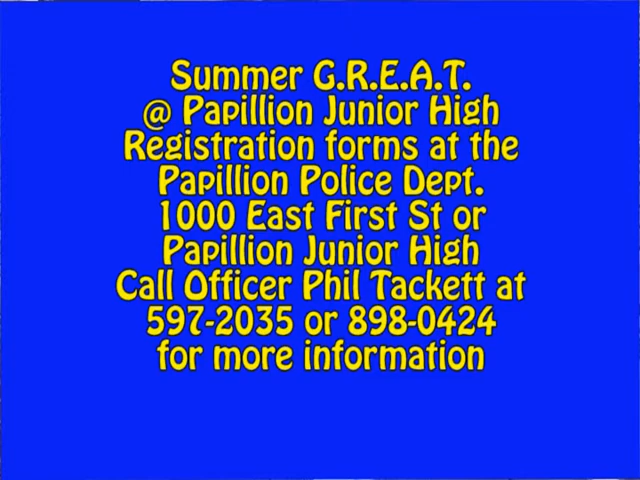 Summer G.R.E.A.T.
@ Papillion Junior High
Registration forms at the
Papillion Police Dept.
1000 East First St or
Papillion Junior High
Call Officer Phil Tackett at
597-2035 or 898-0424
for more information